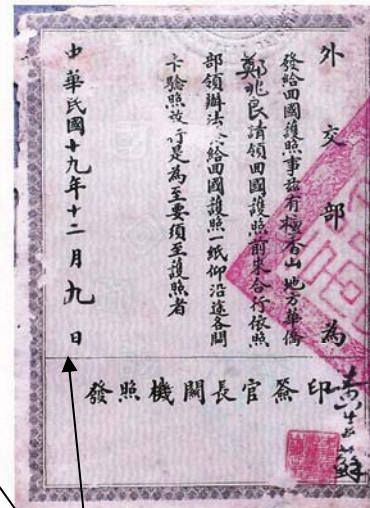 外交部為
發給回國護照事茲有檀香山地方華僑
鄭兆良請領回國護照前來合行依照
部領辦法 給回國護照一紙仰沿途各關
卡驗照放行是為至要須至護照者
中華民國十九年十二月九日
發照機關長官簽印